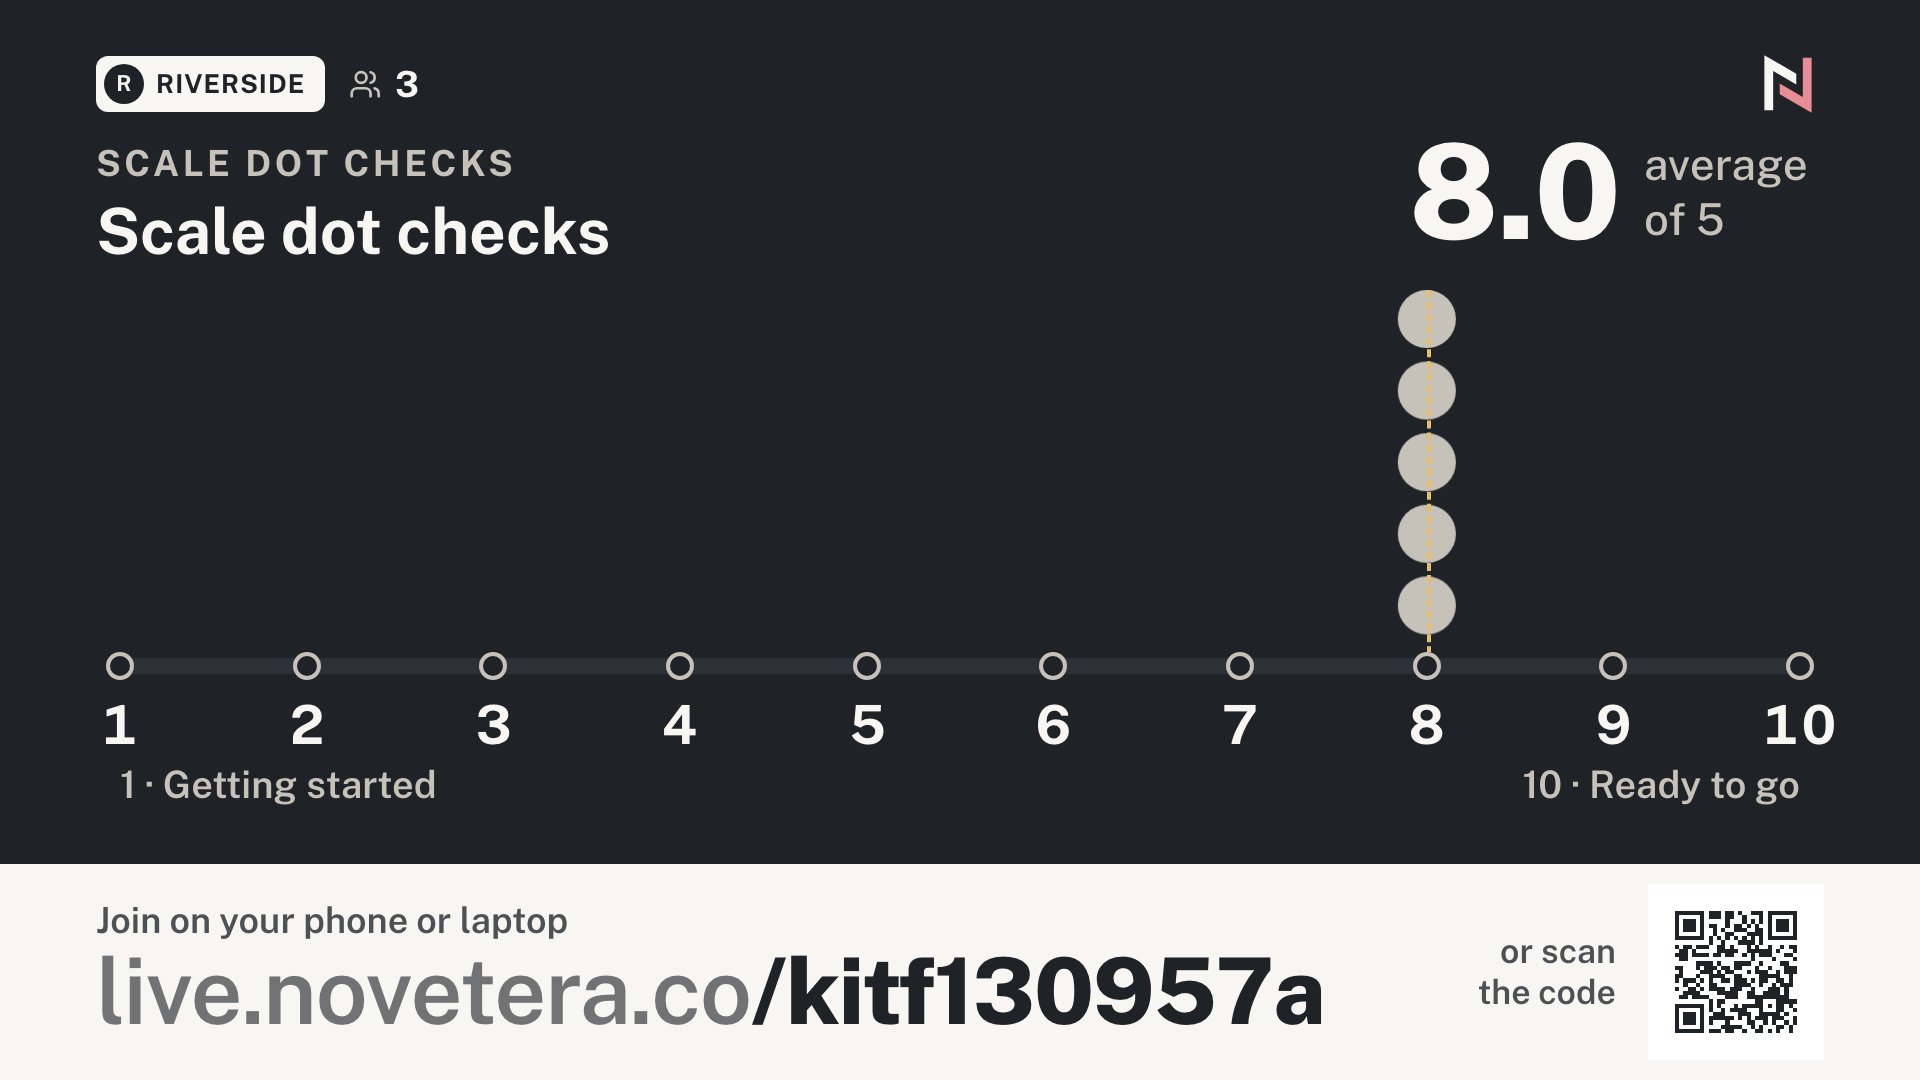 R RIVERSIDE 3
SCALE DOT CHECKS
Scale dot checks
8.0 average
of 5
1 2 3 4 5 6 7 8 9 10
1 · Getting started
10 · Ready to go
Join on your phone or laptop
live.novetera.co/kitf130957a
or scan
the code